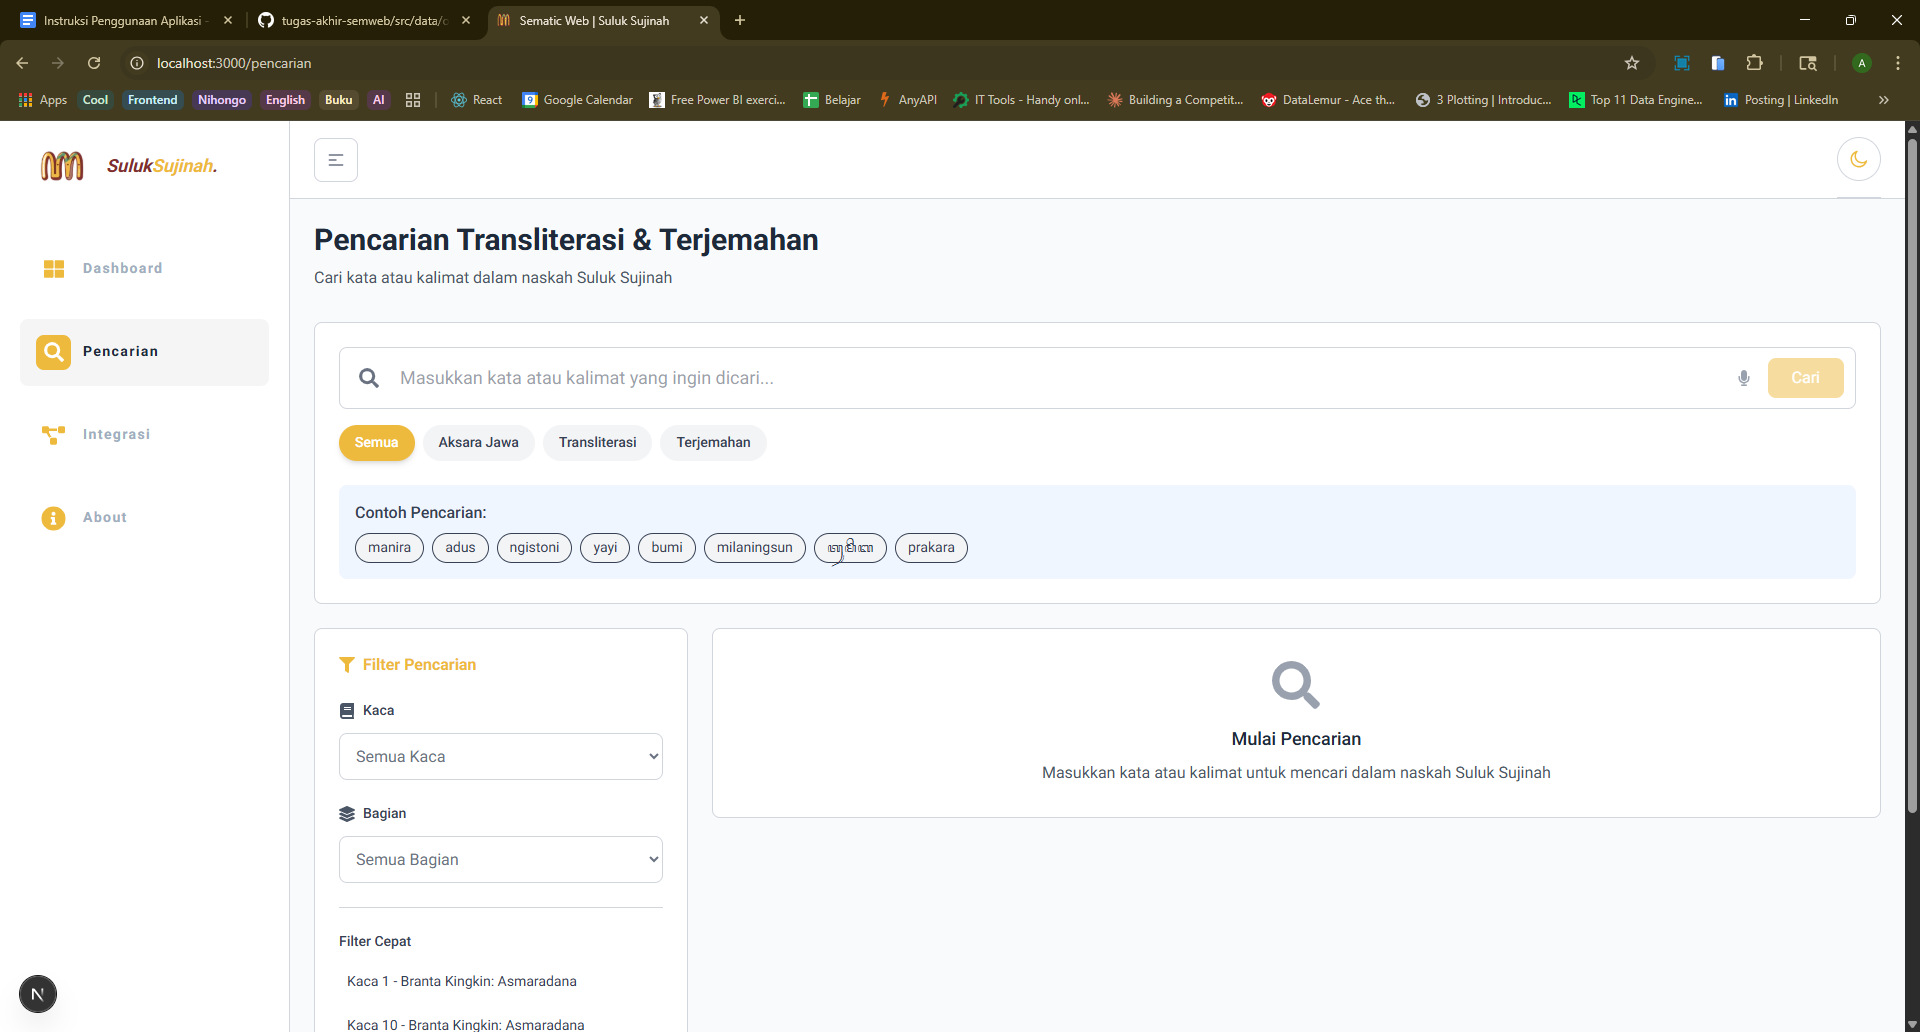 Instruksi Penggunaan Aplikasi -
tugas-akhir-semweb/src/data/
Sematic Web | Suluk Sujinah
localhost:3000/pencarian
A
Apps
Cool
Frontend
Nihongo
English
Buku
AI
React
Google Calendar
Free Power BI exerci...
Belajar
AnyAPI
IT Tools - Handy onl...
Building a Competit...
DataLemur - Ace th...
3 Plotting | Introduc...
Top 11 Data Engine...
Posting | LinkedIn
SulukSujinah.
Dashboard
Pencarian
Integrasi
About
Pencarian Transliterasi & Terjemahan
Cari kata atau kalimat dalam naskah Suluk Sujinah
Masukkan kata atau kalimat yang ingin dicari...
Cari
Semua
Aksara Jawa
Transliterasi
Terjemahan
Contoh Pencarian:
manira
adus
ngistoni
yayi
bumi
milaningsun
prakara
Filter Pencarian
Kaca
Semua Kaca
Bagian
Semua Bagian
Filter Cepat
Kaca 1 - Branta Kingkin: Asmaradana
Kaca 10 - Branta Kingkin: Asmaradana
Mulai Pencarian
Masukkan kata atau kalimat untuk mencari dalam naskah Suluk Sujinah
N